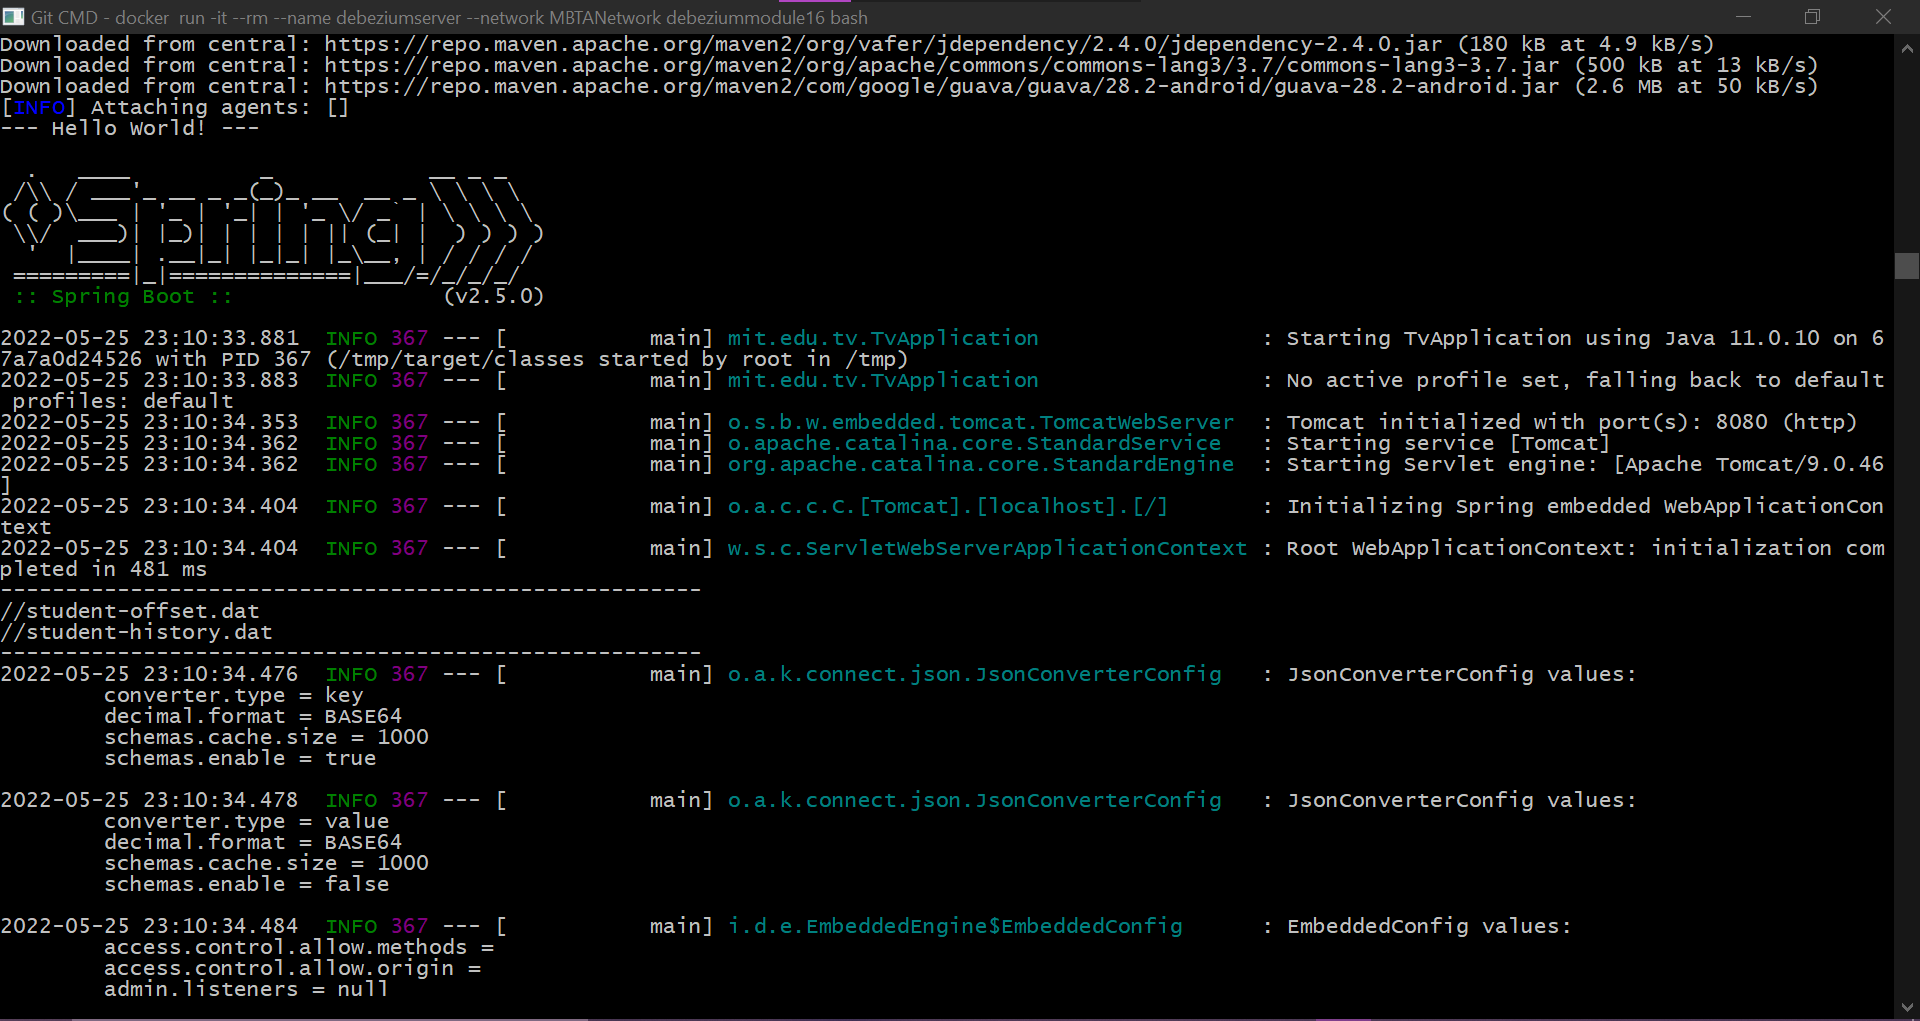 Git CMD - docker  run -it --rm --name debeziumserver --network MBTANetwork debeziummodule16 bash
Downloaded from central: https://repo.maven.apache.org/maven2/org/vafer/jdependency/2.4.0/jdependency-2.4.0.jar (180 kB at 4.9 kB/s)
Downloaded from central: https://repo.maven.apache.org/maven2/org/apache/commons/commons-lang3/3.7/commons-lang3-3.7.jar (500 kB at 13 kB/s)
Downloaded from central: https://repo.maven.apache.org/maven2/com/google/guava/guava/28.2-android/guava-28.2-android.jar (2.6 MB at 50 kB/s)
[INFO] Attaching agents: []
--- Hello World! ---
Spring
:: Spring Boot ::                (v2.5.0)
2022-05-25 23:10:33.881  INFO 367 --- [           main] mit.edu.tv.TvApplication                 : Starting TvApplication using Java 11.0.10 on 6
7a7a0d24526 with PID 367 (/tmp/target/classes started by root in /tmp)
2022-05-25 23:10:33.883  INFO 367 --- [           main] mit.edu.tv.TvApplication                 : No active profile set, falling back to default
 profiles: default
2022-05-25 23:10:34.353  INFO 367 --- [           main] o.s.b.w.embedded.tomcat.TomcatWebServer  : Tomcat initialized with port(s): 8080 (http)
2022-05-25 23:10:34.362  INFO 367 --- [           main] o.apache.catalina.core.StandardService   : Starting service [Tomcat]
2022-05-25 23:10:34.362  INFO 367 --- [           main] org.apache.catalina.core.StandardEngine  : Starting Servlet engine: [Apache Tomcat/9.0.46
]
2022-05-25 23:10:34.404  INFO 367 --- [           main] o.a.c.c.C.[Tomcat].[localhost].[/]       : Initializing Spring embedded WebApplicationCon
text
2022-05-25 23:10:34.404  INFO 367 --- [           main] w.s.c.ServletWebServerApplicationContext : Root WebApplicationContext: initialization com
pleted in 481 ms
------------------------------------------------------
//student-offset.dat
//student-history.dat
------------------------------------------------------
2022-05-25 23:10:34.476  INFO 367 --- [           main] o.a.k.connect.json.JsonConverterConfig   : JsonConverterConfig values:
        converter.type = key
        decimal.format = BASE64
        schemas.cache.size = 1000
        schemas.enable = true
2022-05-25 23:10:34.478  INFO 367 --- [           main] o.a.k.connect.json.JsonConverterConfig   : JsonConverterConfig values:
        converter.type = value
        decimal.format = BASE64
        schemas.cache.size = 1000
        schemas.enable = false
2022-05-25 23:10:34.484  INFO 367 --- [           main] i.d.e.EmbeddedEngine$EmbeddedConfig      : EmbeddedConfig values:
        access.control.allow.methods =
        access.control.allow.origin =
        admin.listeners = null